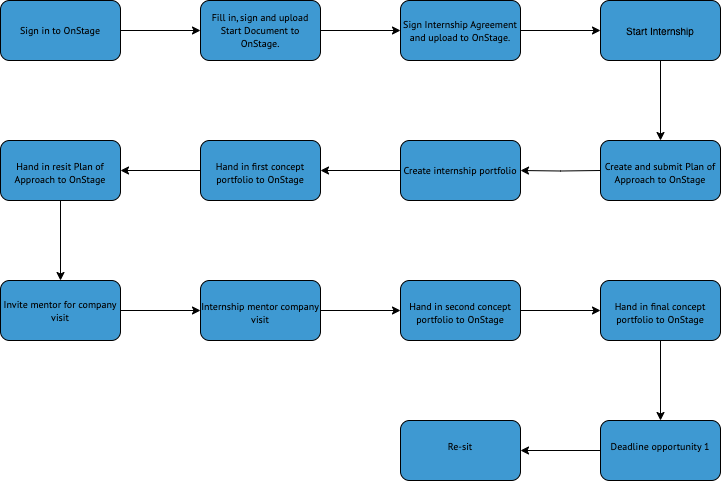 Sign in to OnStage
Fill in, sign and upload
Start Document to
OnStage.
Sign Internship Agreement
and upload to OnStage.
Start Internship
Hand in resit Plan of
Approach to OnStage
Hand in first concept
portfolio to OnStage
Create internship portfolio
Create and submit Plan of
Approach to OnStage
Invite mentor for company
visit
Internship mentor company
visit
Hand in second concept
portfolio to OnStage
Hand in final concept
portfolio to OnStage
Re-sit
Deadline opportunity 1